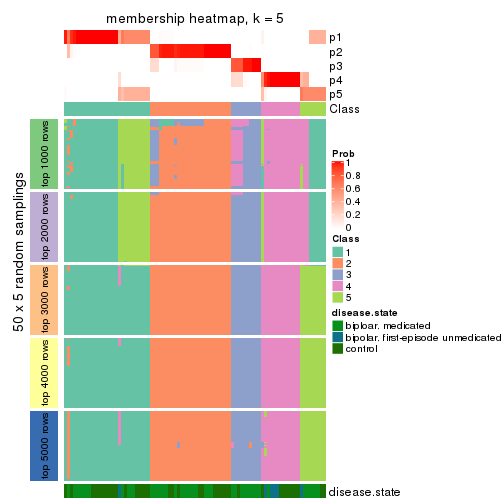 membership heatmap, k = 5
p1
p2
p3
p4
p5
Class
50 x 5 random samplings
top 1000 rows
top 2000 rows
top 3000 rows
top 4000 rows
top 5000 rows
disease.state
Prob
1
0.8
0.6
0.4
0.2
0
Class
1
2
3
4
5
disease.state
biploar. medicated
bipolar. first-episode unmedicated
control